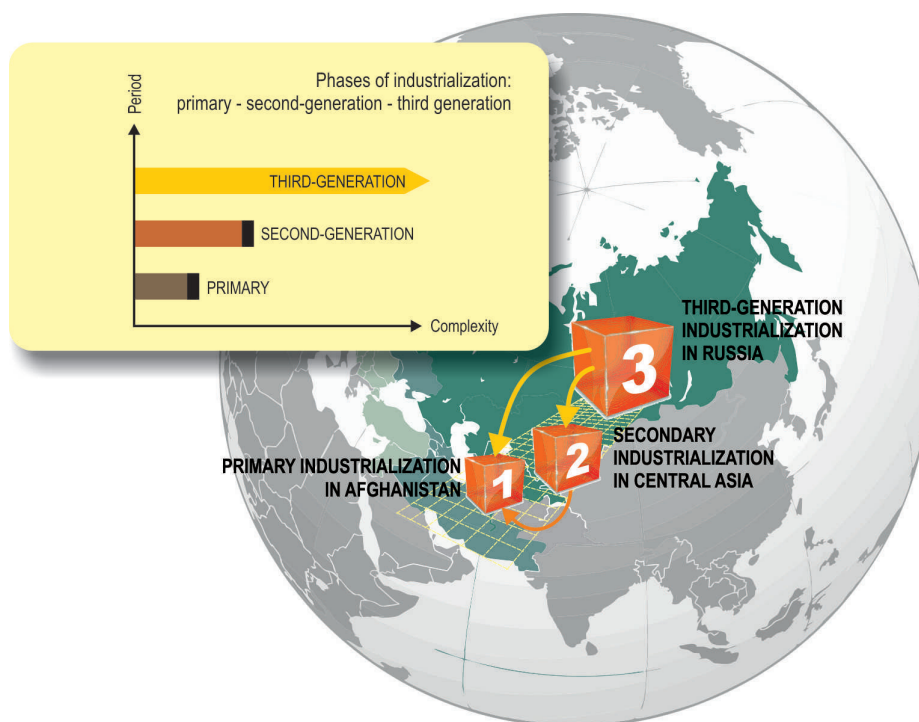 Phases of industrialization:
primary - second-generation - third generation
Period
THIRD-GENERATION
SECOND-GENERATION
PRIMARY
Complexity
THIRD-GENERATION
INDUSTRIALIZATION
IN RUSSIA
3
SECONDARY
INDUSTRIALIZATION
IN CENTRAL ASIA
2
PRIMARY INDUSTRIALIZATION
IN AFGHANISTAN
1